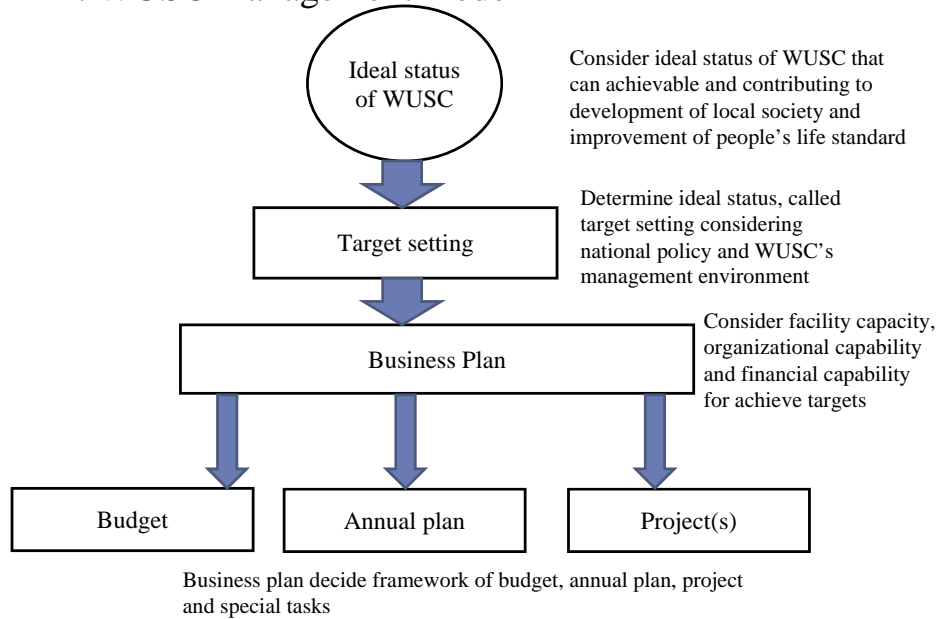 WUSC Management Model
Ideal status
of WUSC
Consider ideal status of WUSC that
can achievable and contributing to
development of local society and
improvement of people's life standard
Target setting
Determine ideal status, called
target setting considering
national policy and WUSC's
management environment
Business Plan
Consider facility capacity,
organizational capability
and financial capability
for achieve targets
Budget
Annual plan
Project(s)
Business plan decide framework of budget, annual plan, project
and special tasks